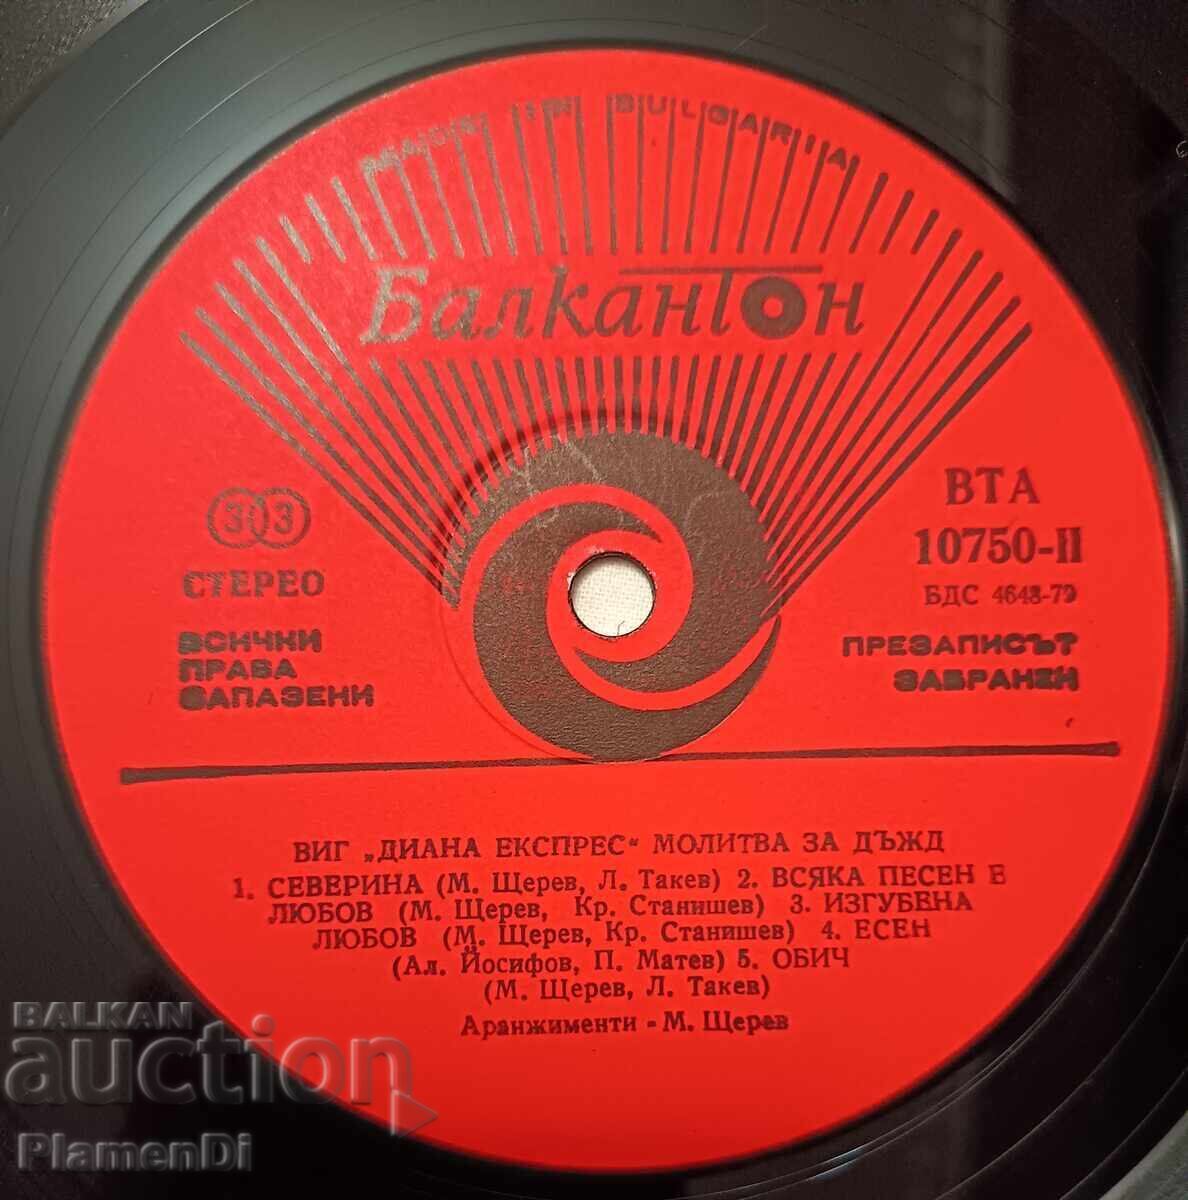 MADE IN BULGARIA
Балкантон
33
СТЕРЕО
ВСИЧКИ
ПРАВА
ЗАПАЗЕНИ
ВТА
10750-II
БДС 4648-79
ПРЕЗАПИСЪТ
ЗАБРАНЕН
ВИГ „ДИАНА ЕКСПРЕС“ МОЛИТВА ЗА ДЪЖД
1. СЕВЕРИНА (М. Щерев, Л. Такев) 2. ВСЯКА ПЕСЕН Е
ЛЮБОВ (М. Щерев, Кр. Станишев) 3. ИЗГУБЕНА
ЛЮБОВ (М. Щерев, Кр. Станишев) 4. ЕСЕН
(Ал. Йосифов, П. Матев) 5. ОБИЧ
(М. Щерев, Л. Такев)
Аранжименти - М. Щерев
BALKAN
auction
PlamenDi